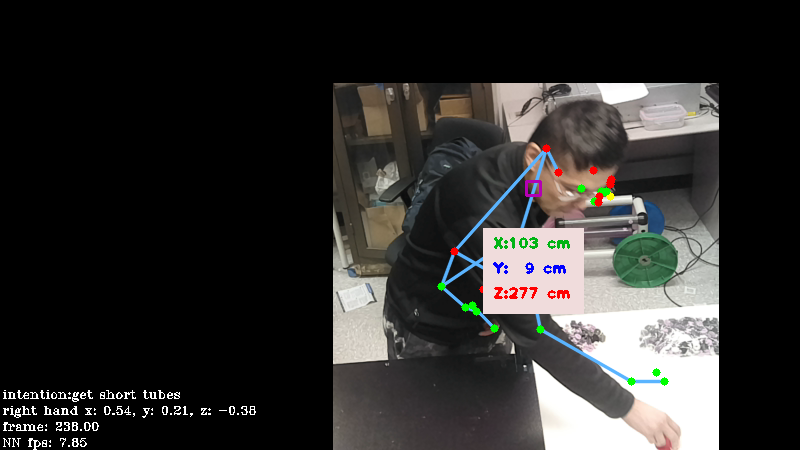 X:103 cm
Y: 9 cm
Z:277 cm
intention:get short tubes
right hand x: 0.54, y: 0.21, z: -0.38
frame: 238.00
NN fps: 7.85